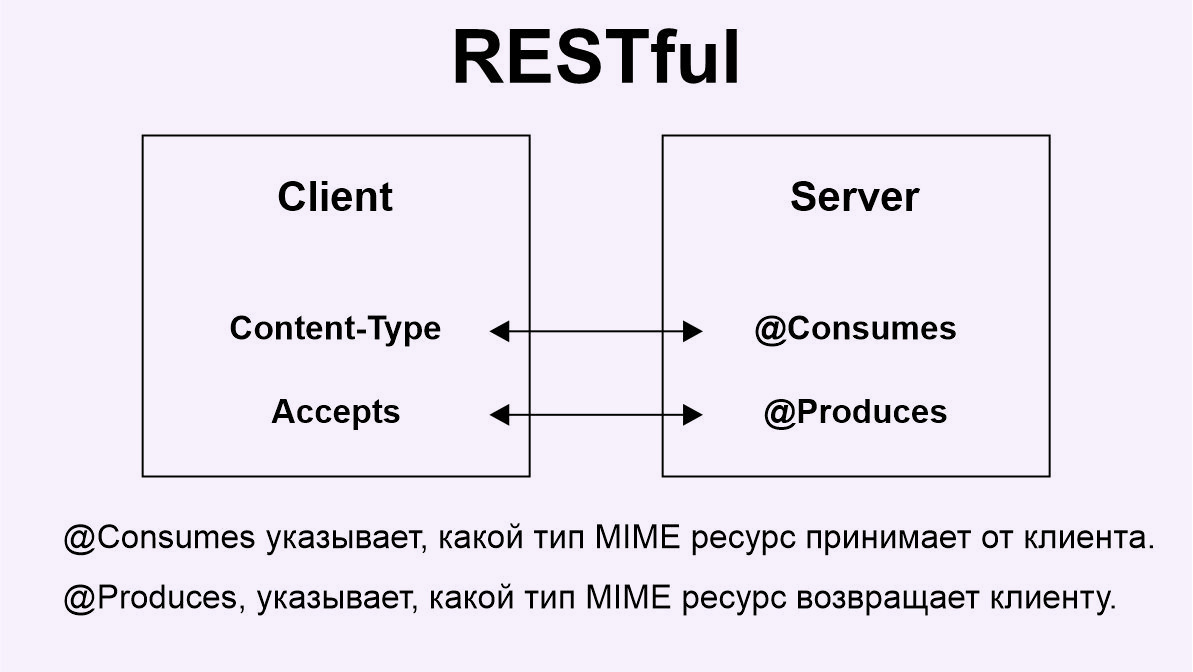 RESTful
Client
Server
Content-Type
@Consumes
Accepts
@Produces
@Consumes указывает, какой тип MIME ресурс принимает от клиента.
@Produces, указывает, какой тип MIME ресурс возвращает клиенту.